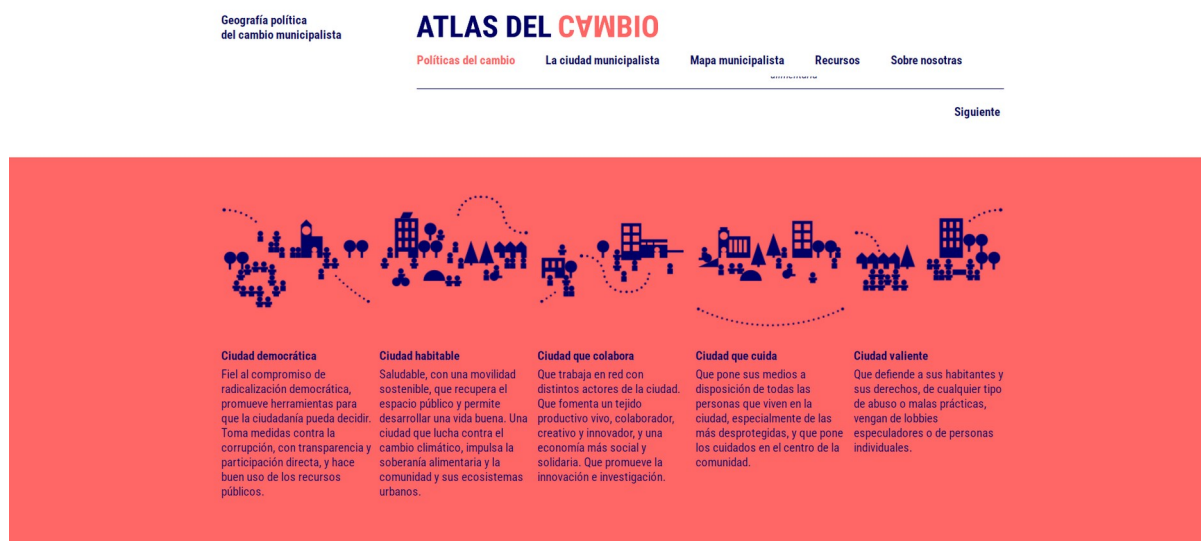 Geografía política
del cambio municipalista
ATLAS DEL CAMBIO
Políticas del cambio
La ciudad municipalista
Mapa municipalista
Recursos
Sobre nosotras
Siguiente
Ciudad democrática
Fiel al compromiso de
radicalización democrática,
promueve herramientas para
que la ciudadanía pueda decidir.
Toma medidas contra la
corrupción, con transparencia y
participación directa, y hace
buen uso de los recursos
públicos.
Ciudad habitable
Saludable, con una movilidad
sostenible, que recupera el
espacio público y permite
desarrollar una vida buena. Una
ciudad que lucha contra el
cambio climático, impulsa la
soberanía alimentaria y la
comunidad y sus ecosistemas
urbanos.
Ciudad que colabora
Que trabaja en red con
distintos actores de la ciudad.
Que fomenta un tejido
productivo vivo, colaborador,
creativo y innovador, y una
economía más social y
solidaria. Que promueve la
innovación e investigación.
Ciudad que cuida
Que pone sus medios a
disposición de todas las
personas que viven en la
ciudad, especialmente de las
más desprotegidas, y que pone
los cuidados en el centro de la
comunidad.
Ciudad valiente
Que defiende a sus habitantes y
sus derechos, de cualquier tipo
de abuso o malas prácticas,
vengan de lobbies
especuladores o de personas
individuales.